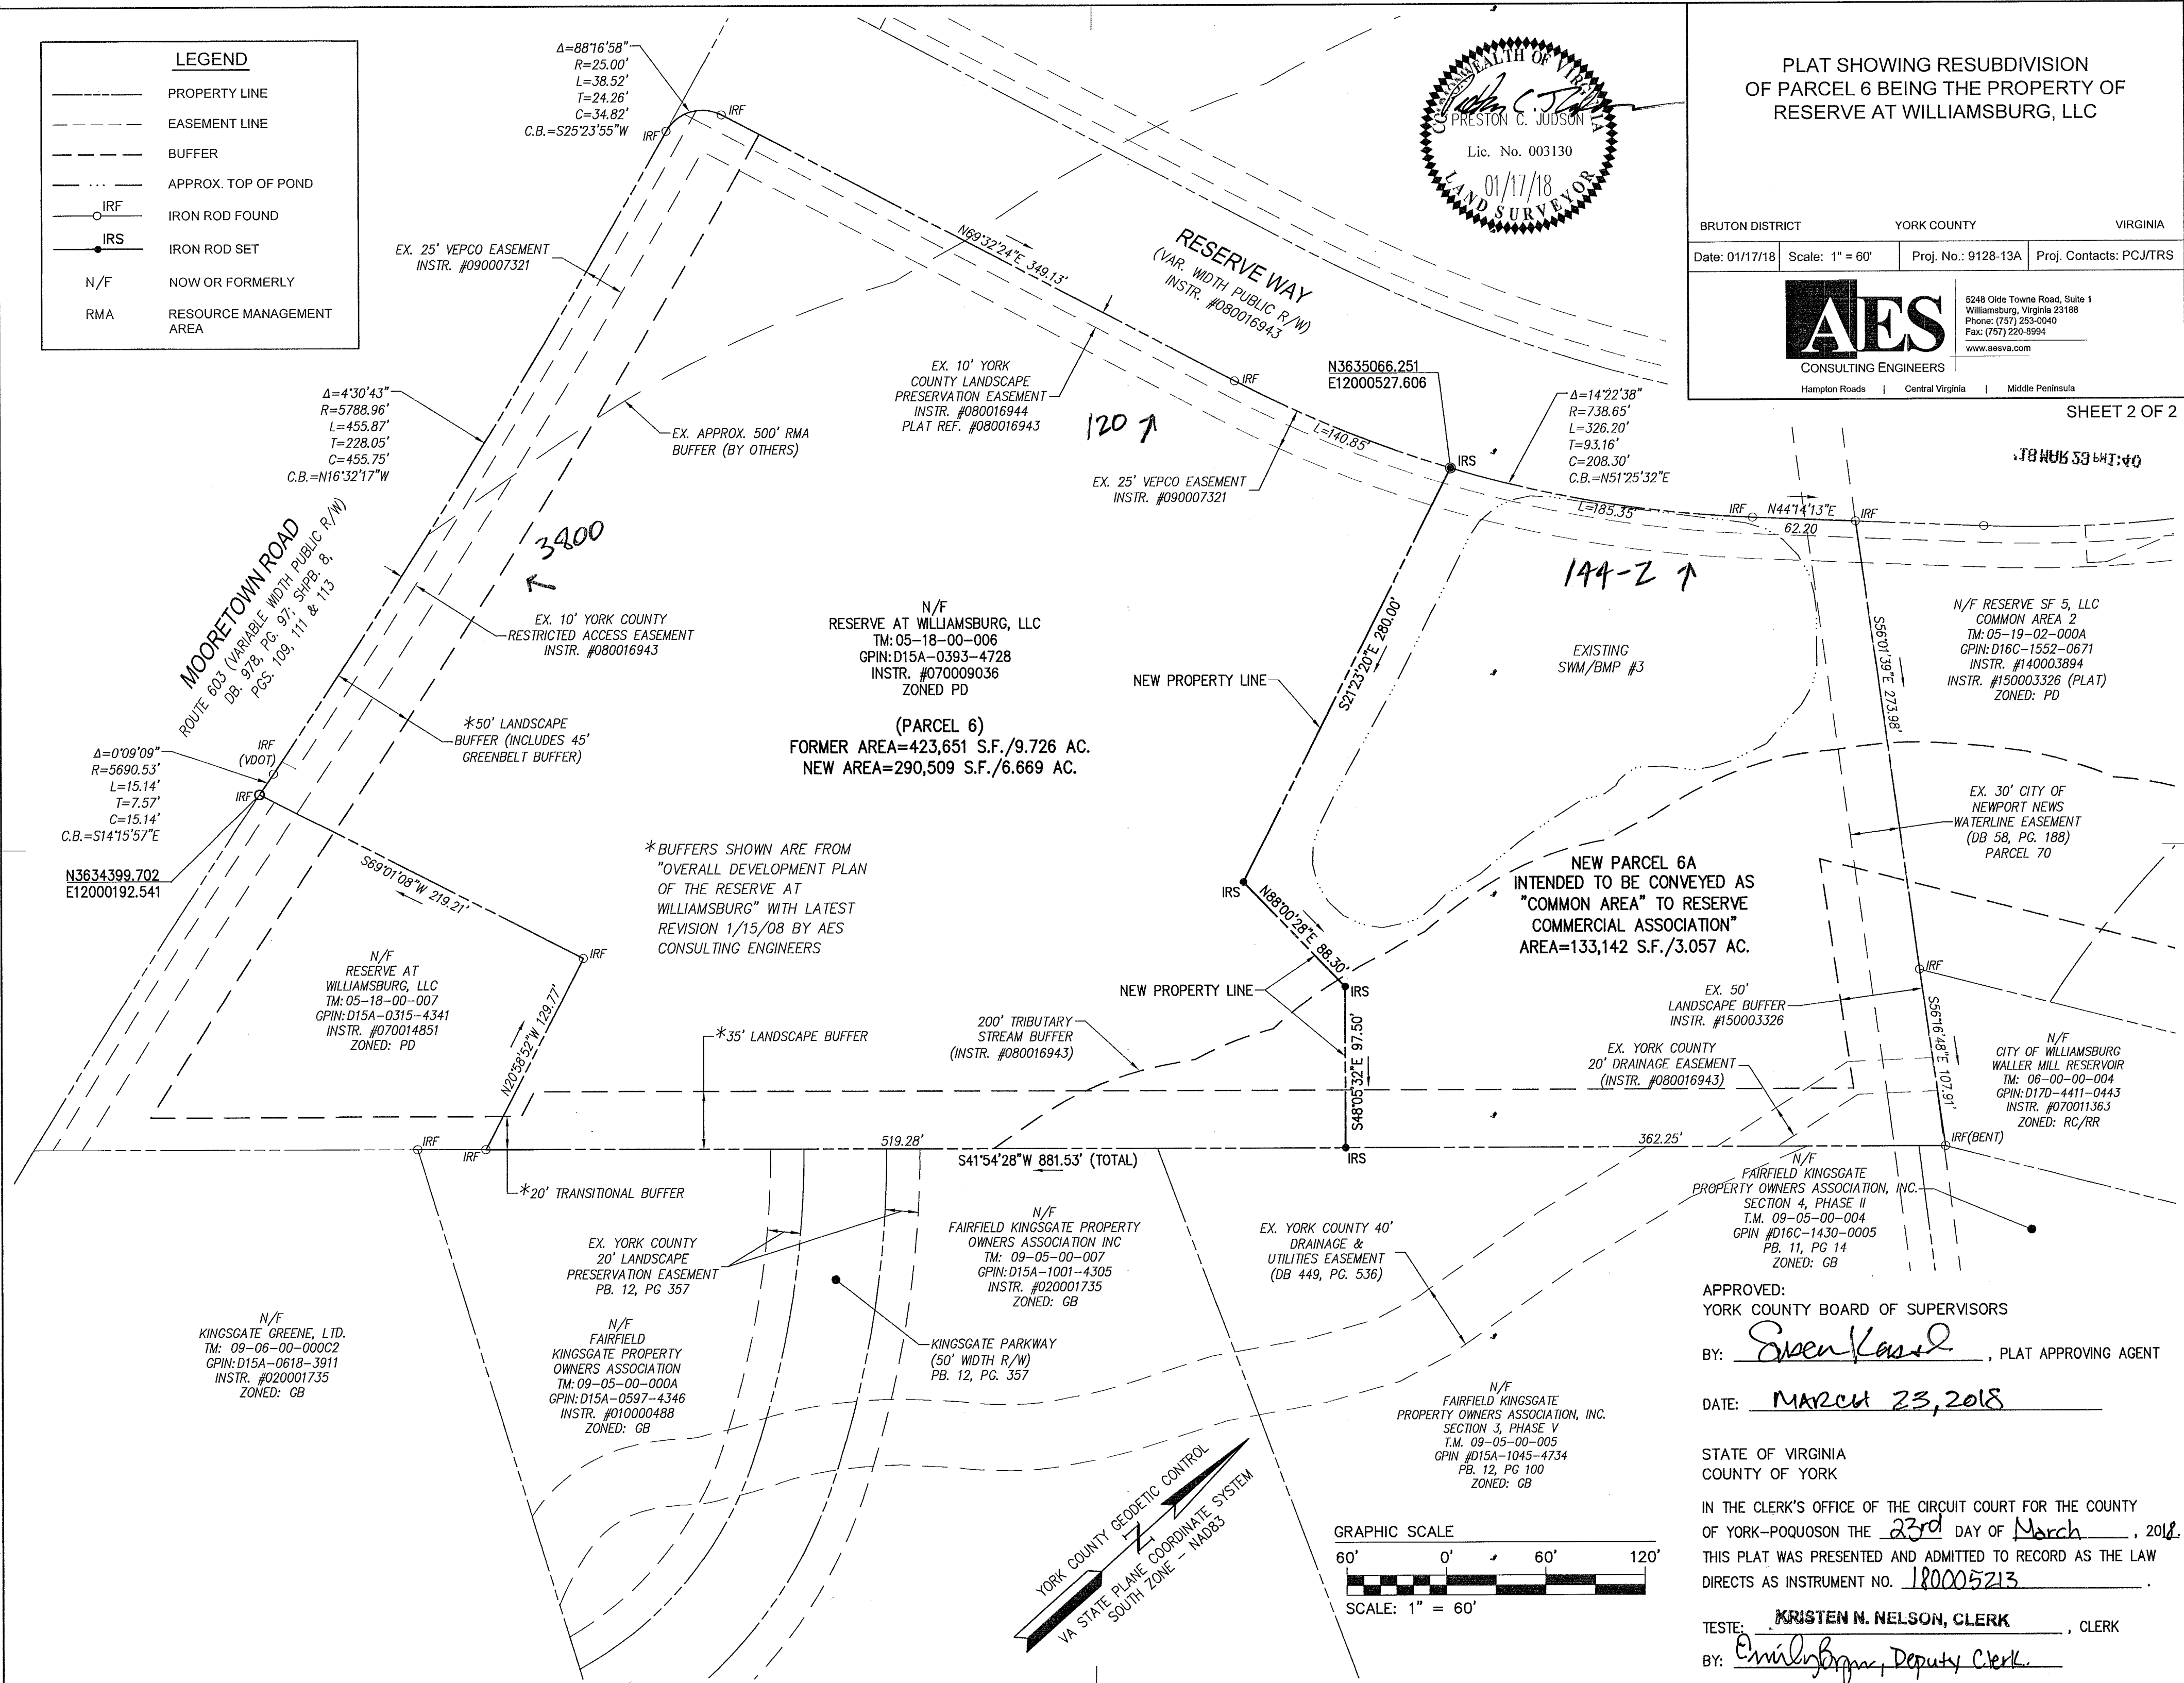 LEGEND
PROPERTY LINE
EASEMENT LINE
BUFFER
APPROX. TOP OF POND
IRF
IRON ROD FOUND
IRS
IRON ROD SET
N/F
NOW OR FORMERLY
RMA
RESOURCE MANAGEMENT
AREA
Δ=88°16'58"
R=25.00'
L=38.52'
T=24.26'
C=34.82'
C.B.=S25°23'55"W
IRF
IRF
COMMONWEALTH OF VIRGINIA
PRESTON C. JUDSON
Lic. No. 003130
01/17/18
LAND SURVEYOR
PLAT SHOWING RESUBDIVISION
OF PARCEL 6 BEING THE PROPERTY OF
RESERVE AT WILLIAMSBURG, LLC
BRUTON DISTRICT YORK COUNTY VIRGINIA
Date: 01/17/18 Scale: 1" = 60' Proj. No.: 9128-13A Proj. Contacts: PCJ/TRS
AES
CONSULTING ENGINEERS
5248 Olde Towne Road, Suite 1
Williamsburg, Virginia 23188
Phone: (757) 253-0040
Fax: (757) 220-8994
www.aesva.com
Hampton Roads | Central Virginia | Middle Peninsula
SHEET 2 OF 2
EX. 25' VEPCO EASEMENT
INSTR. #090007321
N69°32'24"E 349.13'
RESERVE WAY
(VAR. WIDTH PUBLIC R/W)
INSTR. #080016943
EX. 10' YORK
COUNTY LANDSCAPE
PRESERVATION EASEMENT
INSTR. #080016944
PLAT REF. #080016943
120 ↗
IRF
N3635066.251
E12000527.606
IRS
L=140.85'
EX. 25' VEPCO EASEMENT
INSTR. #090007321
Δ=14°22'38"
R=738.65'
L=326.20'
T=93.16'
C=208.30'
C.B.=N51°25'32"E
'18 MAR 23 PM1:40
L=185.35'
IRF
N44°14'13"E
62.20
IRF
144-Z ↑
Δ=4°30'43"
R=5788.96'
L=455.87'
T=228.05'
C=455.75'
C.B.=N16°32'17"W
EX. APPROX. 500' RMA
BUFFER (BY OTHERS)
MOORETOWN ROAD
ROUTE 603 (VARIABLE WIDTH PUBLIC R/W)
DB. 978, PG. 97; SHPB. 8,
PGS. 109, 111 & 113
3800
←
EX. 10' YORK COUNTY
RESTRICTED ACCESS EASEMENT
INSTR. #080016943
*50' LANDSCAPE
BUFFER (INCLUDES 45'
GREENBELT BUFFER)
N/F
RESERVE AT WILLIAMSBURG, LLC
TM: 05-18-00-006
GPIN: D15A-0393-4728
INSTR. #070009036
ZONED PD
(PARCEL 6)
FORMER AREA=423,651 S.F./9.726 AC.
NEW AREA=290,509 S.F./6.669 AC.
NEW PROPERTY LINE
S21°23'20"E 280.00'
EXISTING
SWM/BMP #3
S56°01'39"E 273.98'
N/F RESERVE SF 5, LLC
COMMON AREA 2
TM: 05-19-02-000A
GPIN: D16C-1552-0671
INSTR. #140003894
INSTR. #150003326 (PLAT)
ZONED: PD
EX. 30' CITY OF
NEWPORT NEWS
WATERLINE EASEMENT
(DB 58, PG. 188)
PARCEL 70
Δ=0°09'09"
R=5690.53'
L=15.14'
T=7.57'
C=15.14'
C.B.=S14°15'57"E
IRF
(VDOT)
IRF
N3634399.702
E12000192.541
S69°01'08"W 219.21'
IRF
*BUFFERS SHOWN ARE FROM
"OVERALL DEVELOPMENT PLAN
OF THE RESERVE AT
WILLIAMSBURG" WITH LATEST
REVISION 1/15/08 BY AES
CONSULTING ENGINEERS
IRS
N88°00'28"E 88.30'
NEW PARCEL 6A
INTENDED TO BE CONVEYED AS
"COMMON AREA" TO RESERVE
COMMERCIAL ASSOCIATION"
AREA=133,142 S.F./3.057 AC.
N/F
RESERVE AT
WILLIAMSBURG, LLC
TM: 05-18-00-007
GPIN: D15A-0315-4341
INSTR. #070014851
ZONED: PD
N20°58'52"W 129.77'
*35' LANDSCAPE BUFFER
NEW PROPERTY LINE
IRS
200' TRIBUTARY
STREAM BUFFER
(INSTR. #080016943)
S48°05'32"E 97.50'
EX. 50'
LANDSCAPE BUFFER
INSTR. #150003326
EX. YORK COUNTY
20' DRAINAGE EASEMENT
(INSTR. #080016943)
IRF
S56°16'48"E 107.91'
N/F
CITY OF WILLIAMSBURG
WALLER MILL RESERVOIR
TM: 06-00-00-004
GPIN: D17D-4411-0443
INSTR. #070011363
ZONED: RC/RR
IRF
IRF
519.28'
S41°54'28"W 881.53' (TOTAL)
IRS
362.25'
IRF(BENT)
*20' TRANSITIONAL BUFFER
EX. YORK COUNTY
20' LANDSCAPE
PRESERVATION EASEMENT
PB. 12, PG 357
N/F
FAIRFIELD KINGSGATE PROPERTY
OWNERS ASSOCIATION INC
TM: 09-05-00-007
GPIN: D15A-1001-4305
INSTR. #020001735
ZONED: GB
EX. YORK COUNTY 40'
DRAINAGE &
UTILITIES EASEMENT
(DB 449, PG. 536)
N/F
FAIRFIELD KINGSGATE
PROPERTY OWNERS ASSOCIATION, INC.
SECTION 4, PHASE II
T.M. 09-05-00-004
GPIN #D16C-1430-0005
PB. 11, PG 14
ZONED: GB
N/F
KINGSGATE GREENE, LTD.
TM: 09-06-00-000C2
GPIN: D15A-0618-3911
INSTR. #020001735
ZONED: GB
N/F
FAIRFIELD
KINGSGATE PROPERTY
OWNERS ASSOCIATION
TM: 09-05-00-000A
GPIN: D15A-0597-4346
INSTR. #010000488
ZONED: GB
KINGSGATE PARKWAY
(50' WIDTH R/W)
PB. 12, PG. 357
N/F
FAIRFIELD KINGSGATE
PROPERTY OWNERS ASSOCIATION, INC.
SECTION 3, PHASE V
T.M. 09-05-00-005
GPIN #D15A-1045-4734
PB. 12, PG 100
ZONED: GB
YORK COUNTY GEODETIC CONTROL
N
VA STATE PLANE COORDINATE SYSTEM
SOUTH ZONE - NAD83
GRAPHIC SCALE
60' 0' 60' 120'
SCALE: 1" = 60'
APPROVED:
YORK COUNTY BOARD OF SUPERVISORS
BY: Susen Kassel , PLAT APPROVING AGENT
DATE: MARCH 23, 2018
STATE OF VIRGINIA
COUNTY OF YORK
IN THE CLERK'S OFFICE OF THE CIRCUIT COURT FOR THE COUNTY
OF YORK-POQUOSON THE 23rd DAY OF March , 2018.
THIS PLAT WAS PRESENTED AND ADMITTED TO RECORD AS THE LAW
DIRECTS AS INSTRUMENT NO. 180005213 .
TESTE: KRISTEN N. NELSON, CLERK , CLERK
BY: Emily , Deputy Clerk.